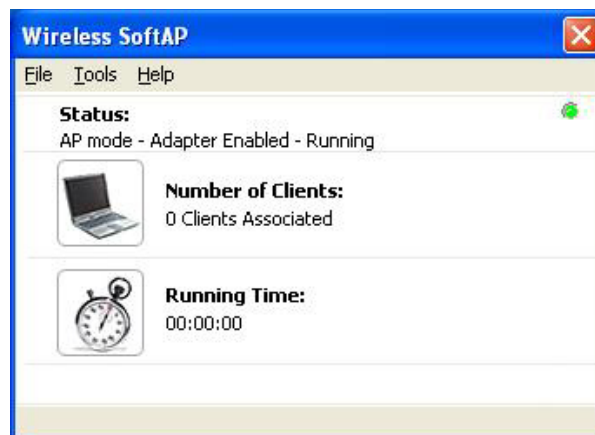 Wireless SoftAP
File Tools Help
Status:
AP mode - Adapter Enabled - Running
Number of Clients:
0 Clients Associated
Running Time:
00:00:00